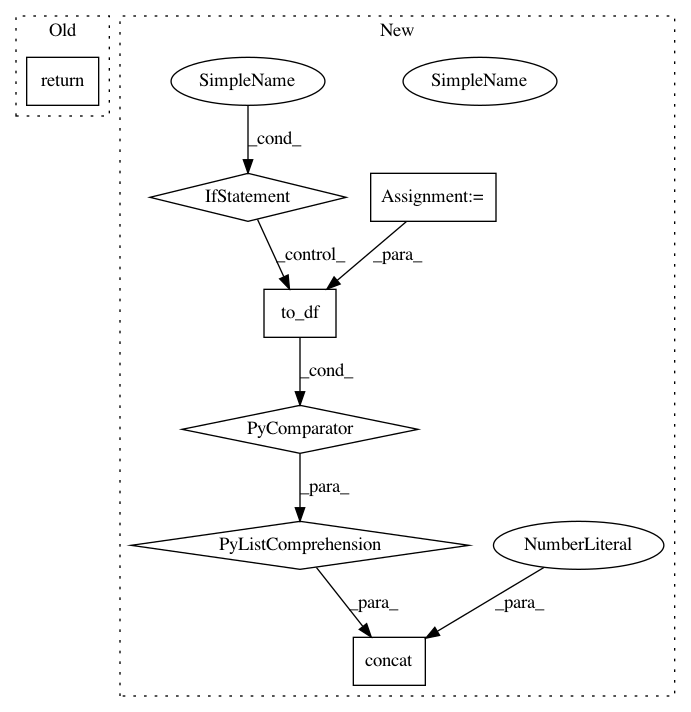 Old
New
return
SimpleName
SimpleName
_cond_
IfStatement
Assignment:=
_control_
_para_
to_df
_cond_
PyComparator
_para_
PyListComprehension
NumberLiteral
_para_
_para_
concat